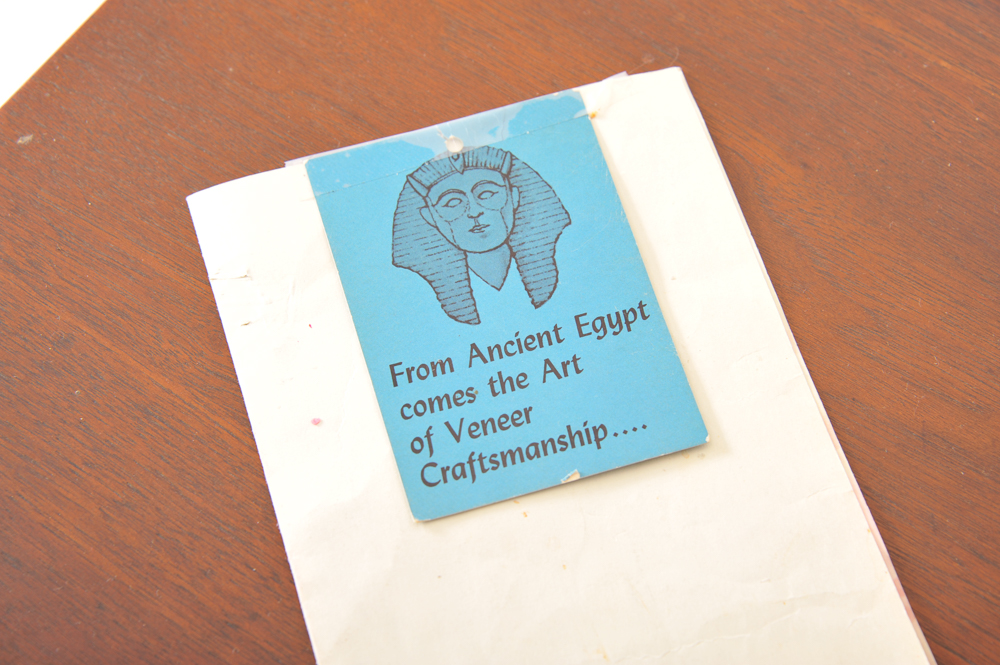 From Ancient Egypt
comes the Art
of Veneer
Craftsmanship....